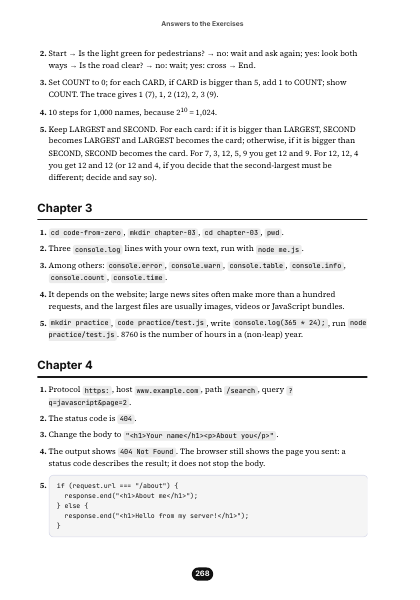 Answers to the Exercises
2. Start → Is the light green for pedestrians? → no: wait and ask again; yes: look both
ways → Is the road clear? → no: wait; yes: cross → End.
3. Set COUNT to 0; for each CARD, if CARD is bigger than 5, add 1 to COUNT; show
COUNT. The trace gives 1 (7), 1, 2 (12), 2, 3 (9).
4. 10 steps for 1,000 names, because 2¹⁰ = 1,024.
5. Keep LARGEST and SECOND. For each card: if it is bigger than LARGEST, SECOND
becomes LARGEST and LARGEST becomes the card; otherwise, if it is bigger than
SECOND, SECOND becomes the card. For 7, 3, 12, 5, 9 you get 12 and 9. For 12, 12, 4
you get 12 and 12 (or 12 and 4, if you decide that the second-largest must be
different; decide and say so).
Chapter 3
1. cd code-from-zero, mkdir chapter-03, cd chapter-03, pwd.
2. Three console.log lines with your own text, run with node me.js.
3. Among others: console.error, console.warn, console.table, console.info,
console.count, console.time.
4. It depends on the website; large news sites often make more than a hundred
requests, and the largest files are usually images, videos or JavaScript bundles.
5. mkdir practice, code practice/test.js, write console.log(365 * 24);, run node
practice/test.js. 8760 is the number of hours in a (non-leap) year.
Chapter 4
1. Protocol https:, host www.example.com, path /search, query ?
q=javascript&page=2.
2. The status code is 404.
3. Change the body to "<h1>Your name</h1><p>About you</p>".
4. The output shows 404 Not Found. The browser still shows the page you sent: a
status code describes the result; it does not stop the body.
5. if (request.url === "/about") {
response.end("<h1>About me</h1>");
} else {
response.end("<h1>Hello from my server!</h1>");
}
268